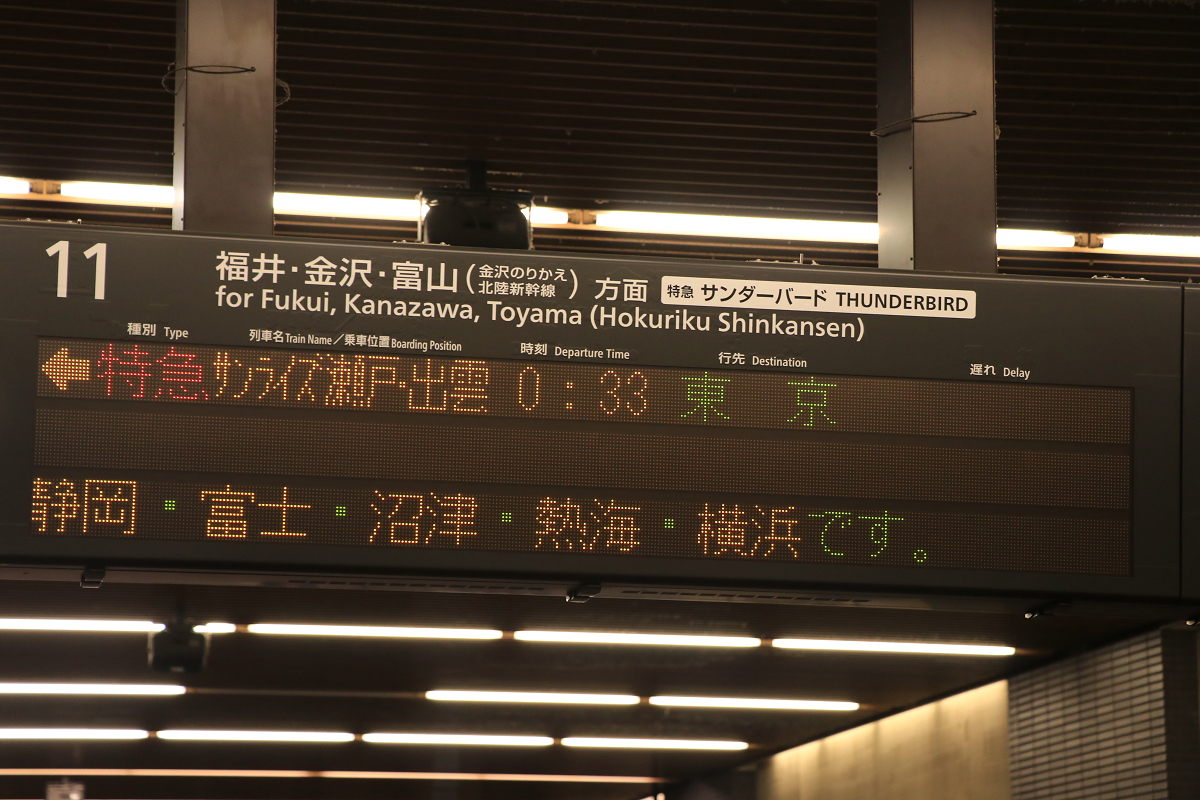 11
福井・金沢・富山(金沢のりかえ 北陸新幹線)方面 特急 サンダーバード THUNDERBIRD
for Fukui, Kanazawa, Toyama (Hokuriku Shinkansen)
種別 Type 列車名 Train Name／乗車位置 Boarding Position 時刻 Departure Time 行先 Destination 遅れ Delay
←特急 サンライズ瀬戸・出雲 0:33 東 京
静岡・富士・沼津・熱海・横浜です。